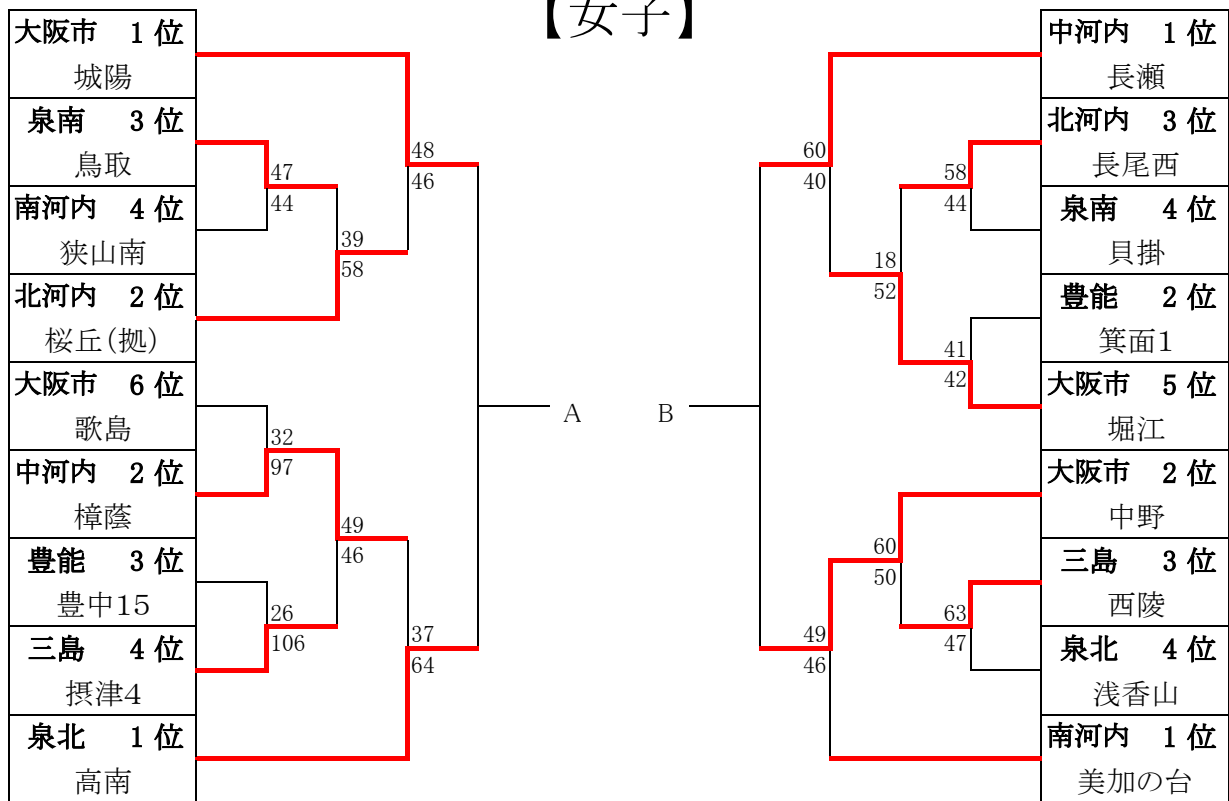 【女子】
大阪市 1 位
城陽
泉南 3 位
鳥取
南河内 4 位
狭山南
北河内 2 位
桜丘(拠)
大阪市 6 位
歌島
中河内 2 位
樟蔭
豊能 3 位
豊中15
三島 4 位
摂津4
泉北 1 位
高南
47
44
39
58
48
46
32
97
49
46
26
106
37
64
A
B
60
40
58
44
18
52
41
42
60
50
63
47
49
46
中河内 1 位
長瀬
北河内 3 位
長尾西
泉南 4 位
貝掛
豊能 2 位
箕面1
大阪市 5 位
堀江
大阪市 2 位
中野
三島 3 位
西陵
泉北 4 位
浅香山
南河内 1 位
美加の台